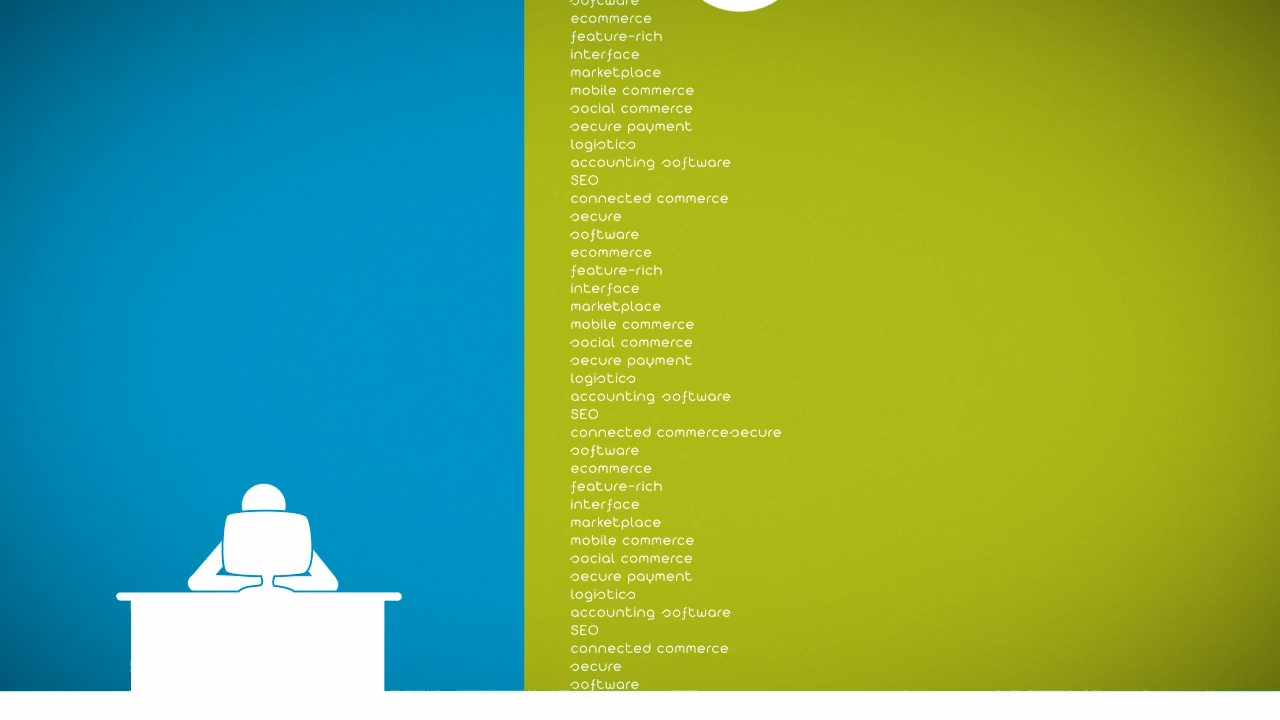 software
ecommerce
feature-rich
interface
marketplace
mobile commerce
social commerce
secure payment
logistics
accounting software
SEO
connected commerce
secure
software
ecommerce
feature-rich
interface
marketplace
mobile commerce
social commerce
secure payment
logistics
accounting software
SEO
connected commercesecure
software
ecommerce
feature-rich
interface
marketplace
mobile commerce
social commerce
secure payment
logistics
accounting software
SEO
connected commerce
secure
software